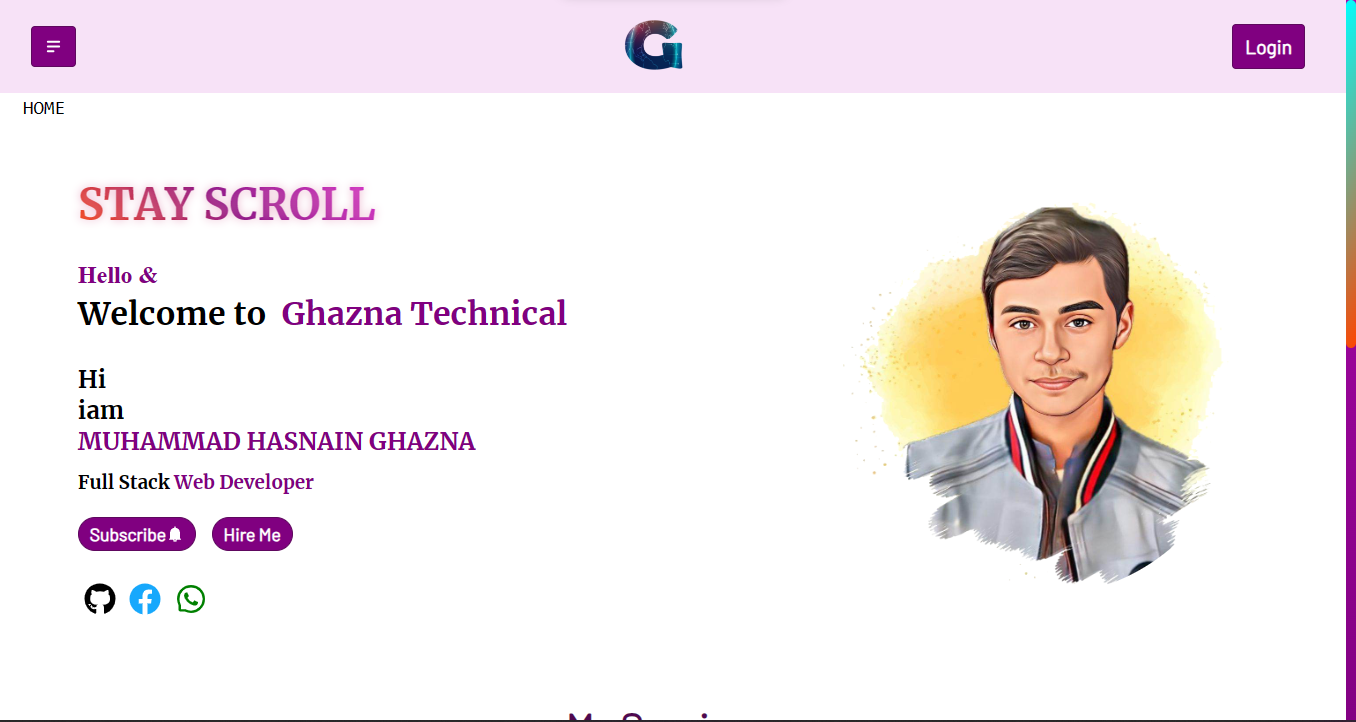 G
Login
HOME
STAY SCROLL
Hello &
Welcome to Ghazna Technical
Hi
iam
MUHAMMAD HASNAIN GHAZNA
Full Stack Web Developer
Subscribe
Hire Me